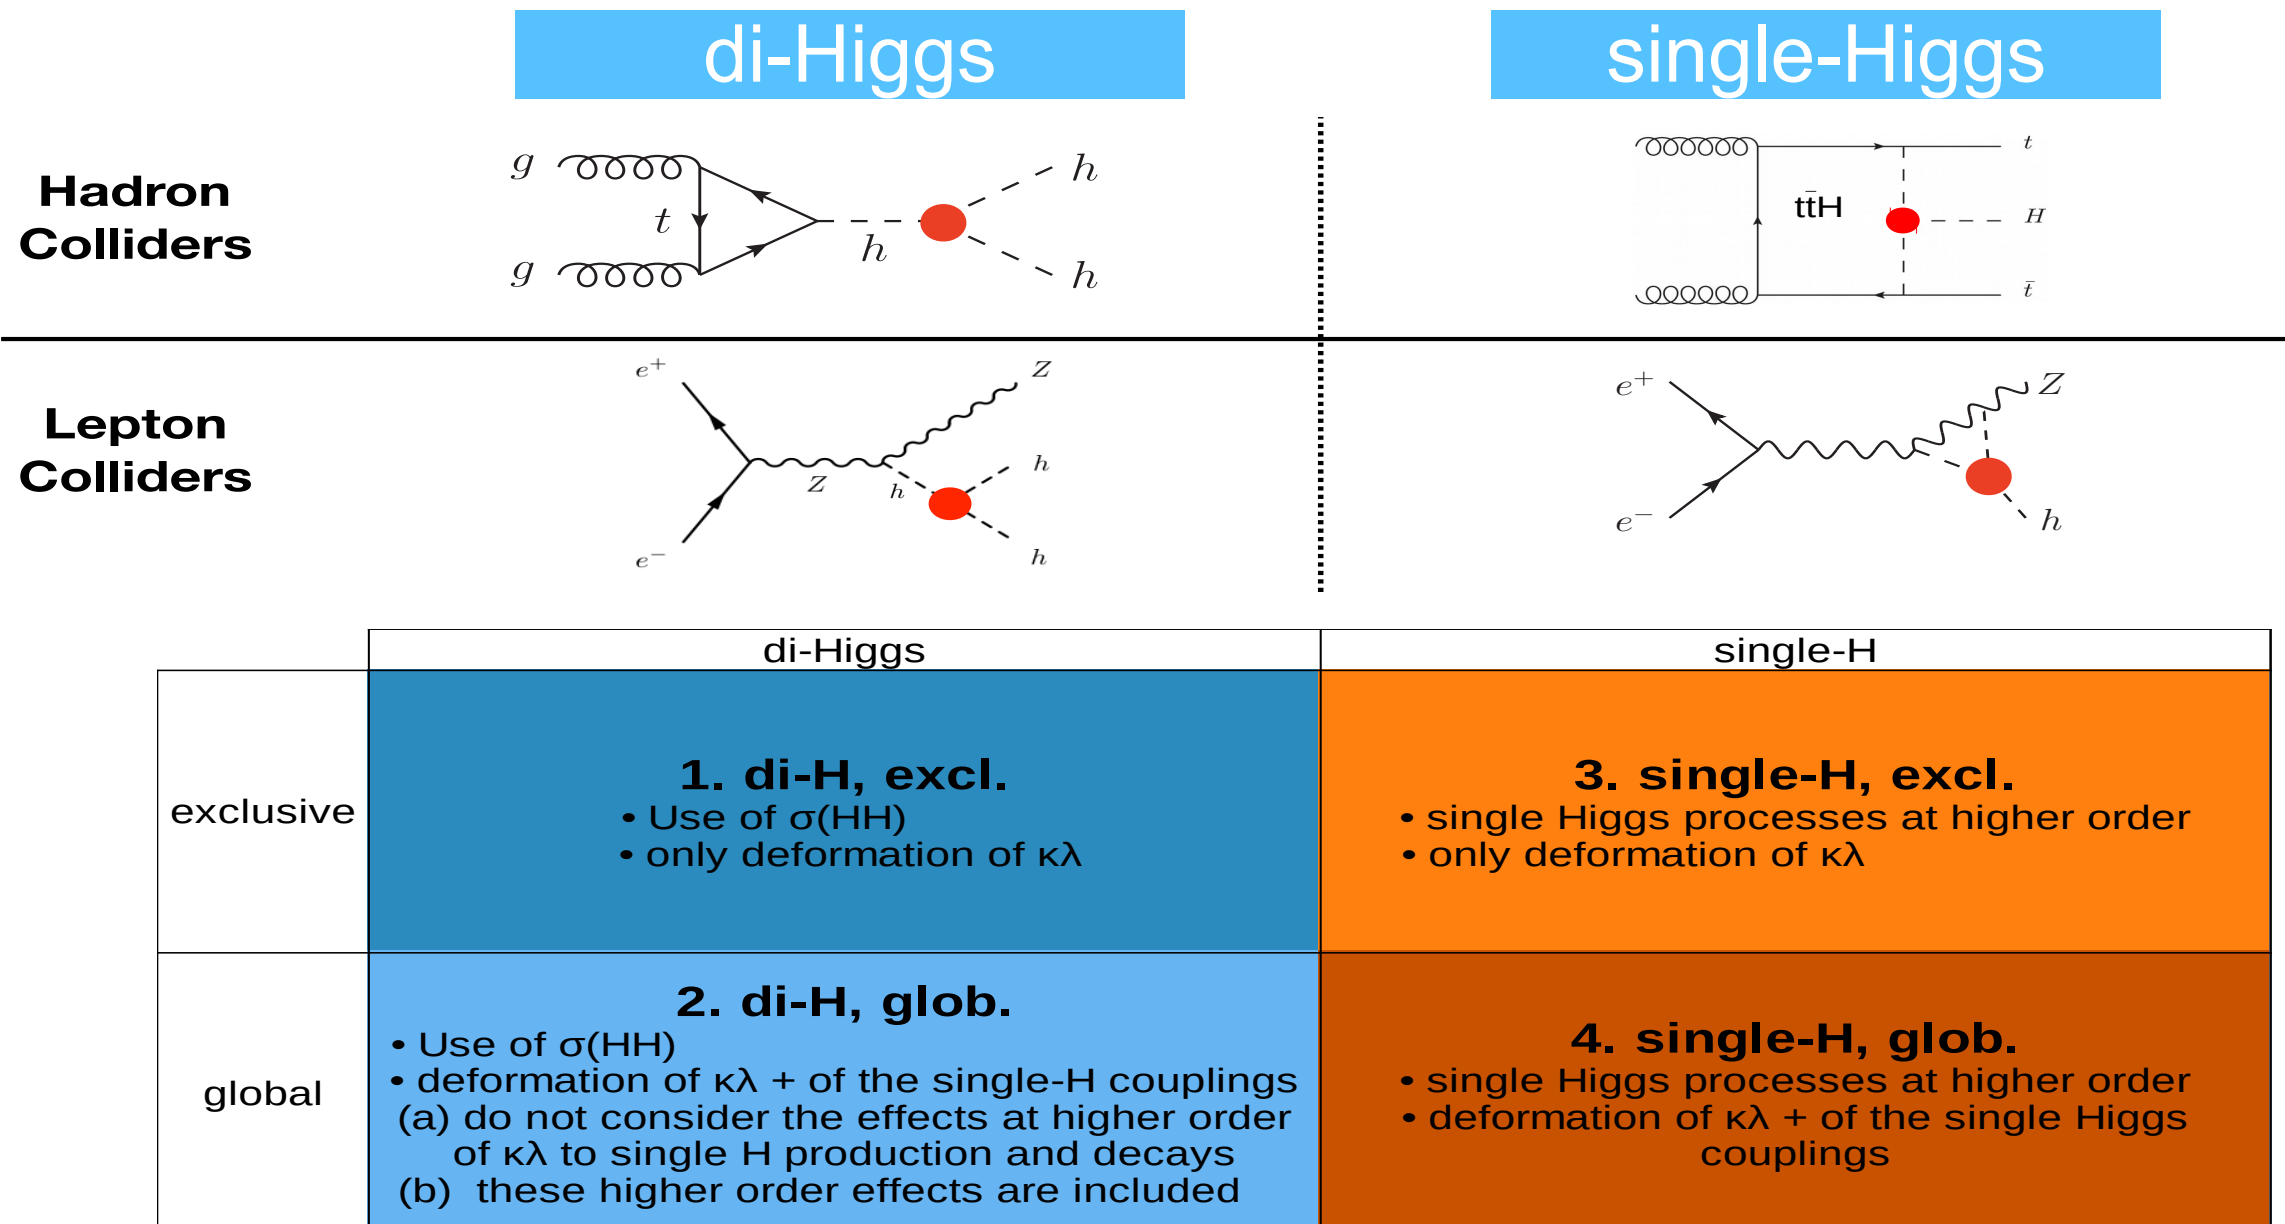 di-Higgs
single-Higgs
Hadron
Colliders
g
t
g
h
h
h
tt̄H
t
H
t̄
Lepton
Colliders
e+
e−
Z
Z
h
h
h
e+
e−
Z
h
di-Higgs
single-H
exclusive
1. di-H, excl.
• Use of σ(HH)
• only deformation of κλ
3. single-H, excl.
• single Higgs processes at higher order
• only deformation of κλ
global
2. di-H, glob.
• Use of σ(HH)
• deformation of κλ + of the single-H couplings
(a) do not consider the effects at higher order
of κλ to single H production and decays
(b) these higher order effects are included
4. single-H, glob.
• single Higgs processes at higher order
• deformation of κλ + of the single Higgs
couplings